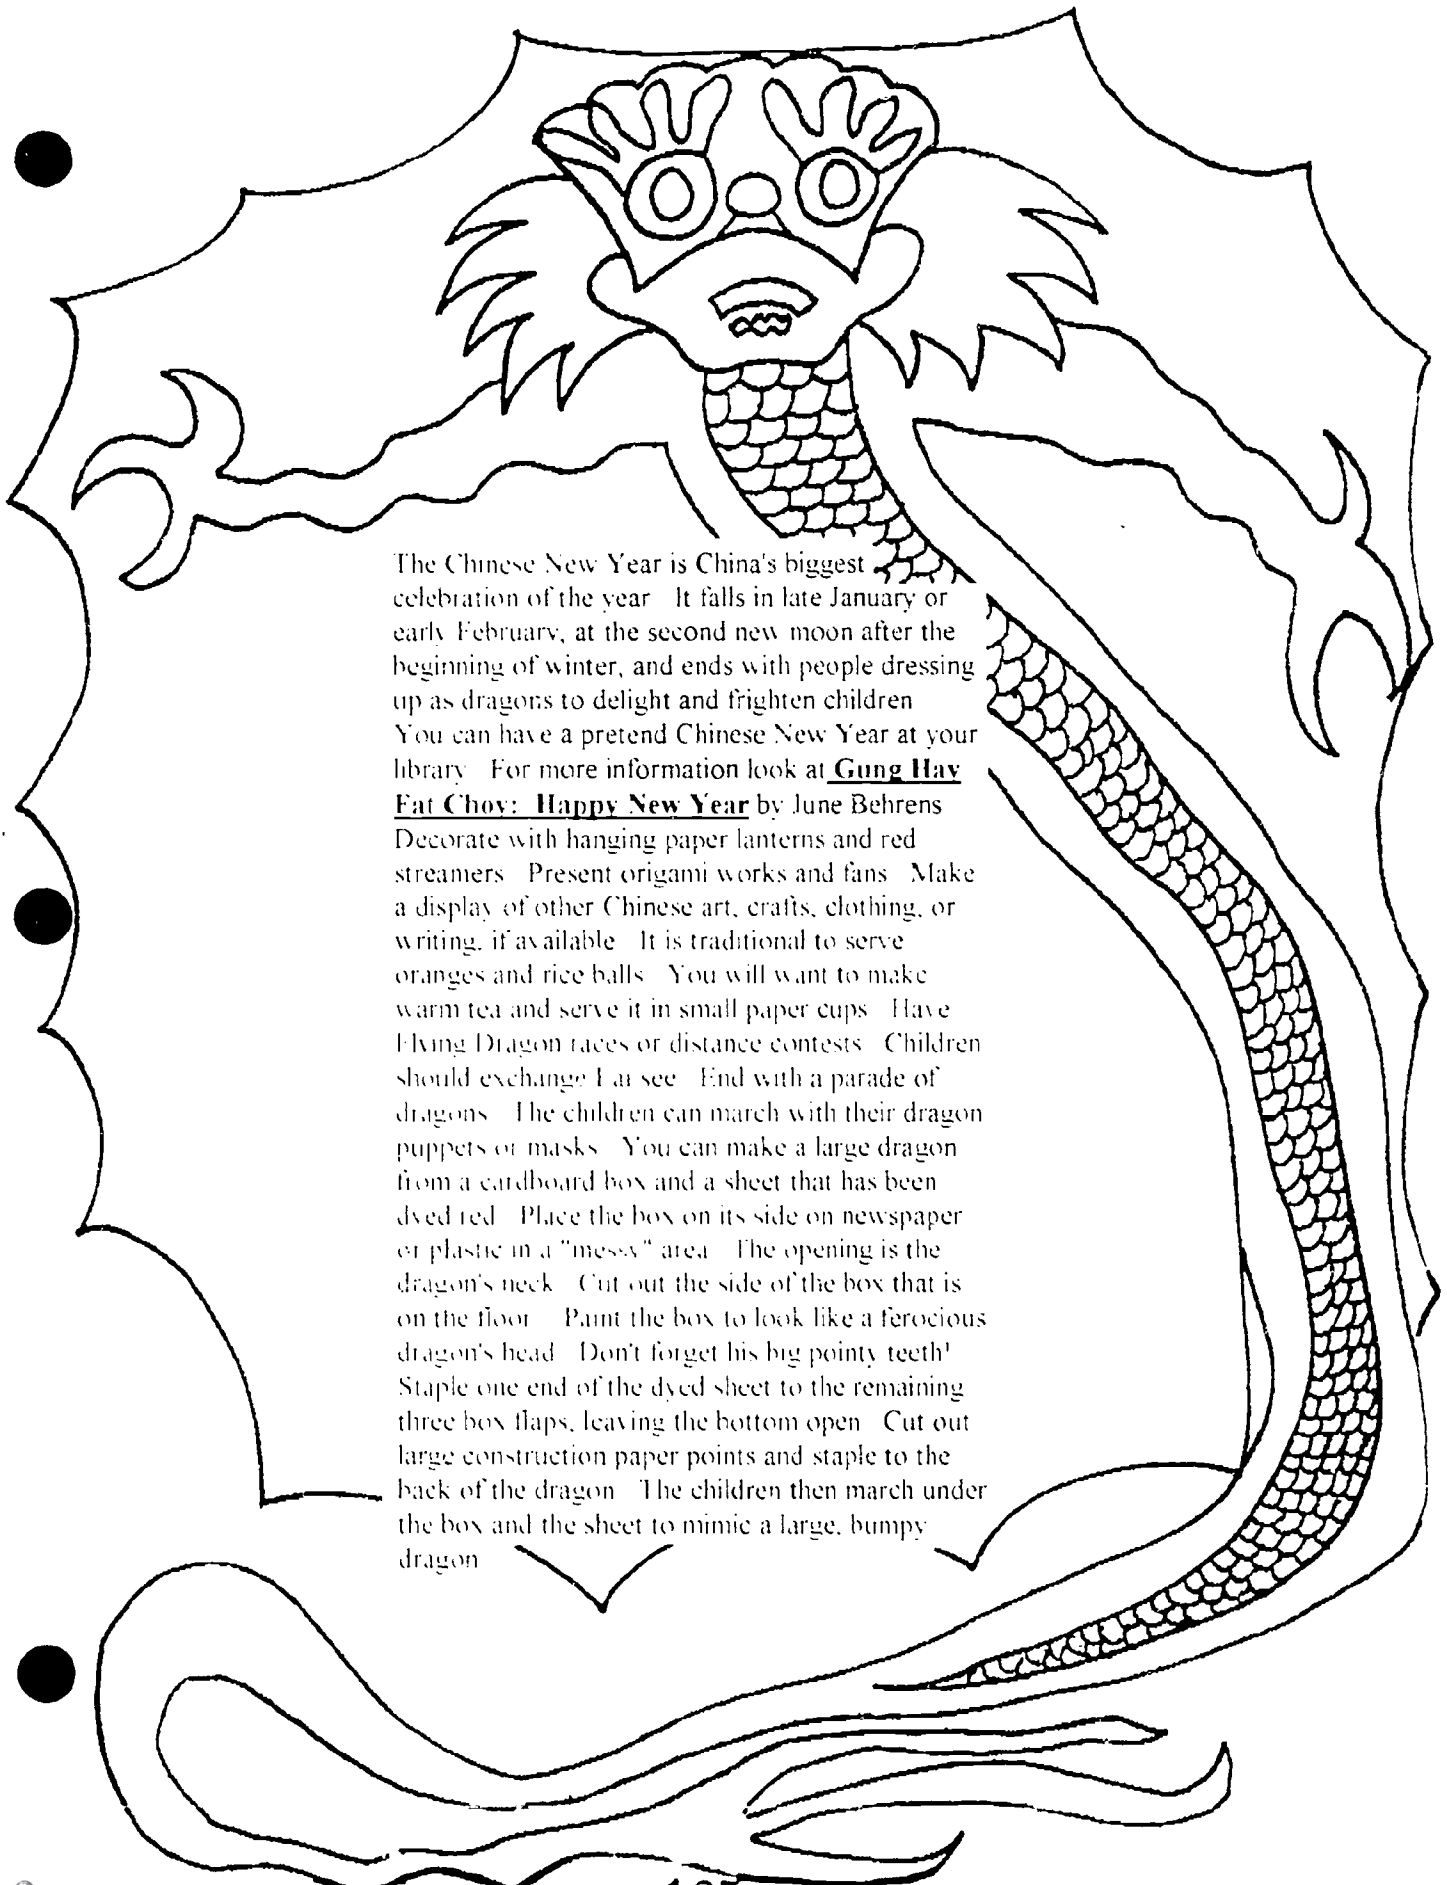 The Chinese New Year is China's biggest
celebration of the year It falls in late January or
early February, at the second new moon after the
beginning of winter, and ends with people dressing
up as dragons to delight and frighten children
You can have a pretend Chinese New Year at your
library For more information look at Gung Hay
Fat Choy: Happy New Year by June Behrens
Decorate with hanging paper lanterns and red
streamers Present origami works and fans Make
a display of other Chinese art, crafts, clothing, or
writing, if available It is traditional to serve
oranges and rice balls You will want to make
warm tea and serve it in small paper cups Have
Flying Dragon races or distance contests Children
should exchange Lai see End with a parade of
dragons The children can march with their dragon
puppets or masks You can make a large dragon
from a cardboard box and a sheet that has been
dyed red Place the box on its side on newspaper
or plastic in a "messy" area The opening is the
dragon's neck Cut out the side of the box that is
on the floor Paint the box to look like a ferocious
dragon's head Don't forget his big pointy teeth!
Staple one end of the dyed sheet to the remaining
three box flaps, leaving the bottom open Cut out
large construction paper points and staple to the
back of the dragon The children then march under
the box and the sheet to mimic a large, bumpy
dragon